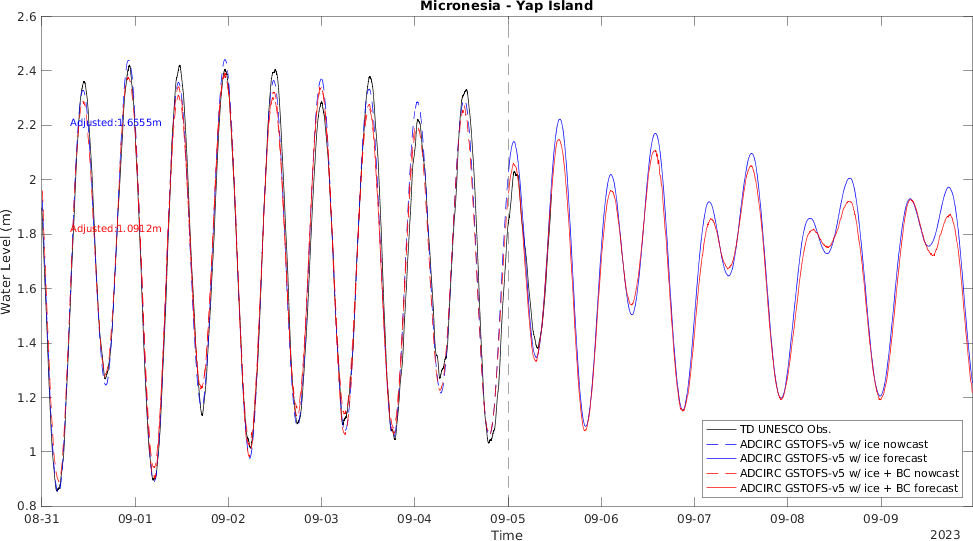 Micronesia - Yap Island
2.6
2.4
2.2
2
1.8
1.6
1.4
1.2
1
0.8
Water Level (m)
Adjusted:1.6555m
Adjusted:1.0912m
TD UNESCO Obs.
ADCIRC GSTOFS-v5 w/ ice nowcast
ADCIRC GSTOFS-v5 w/ ice forecast
ADCIRC GSTOFS-v5 w/ ice + BC nowcast
ADCIRC GSTOFS-v5 w/ ice + BC forecast
08-31 09-01 09-02 09-03 09-04 09-05 09-06 09-07 09-08 09-09
Time
2023